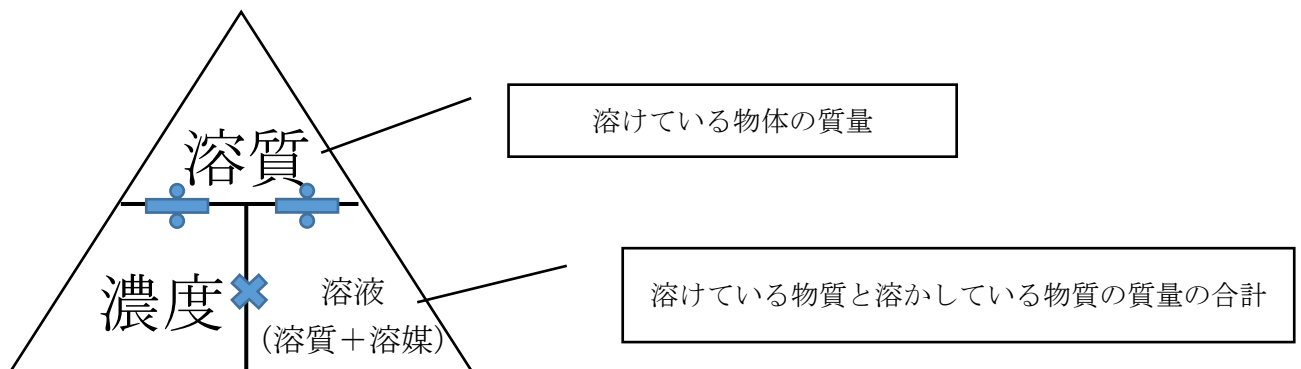 溶質
溶けている物体の質量
濃度
溶液
（溶質＋溶媒）
溶けている物質と溶かしている物質の質量の合計